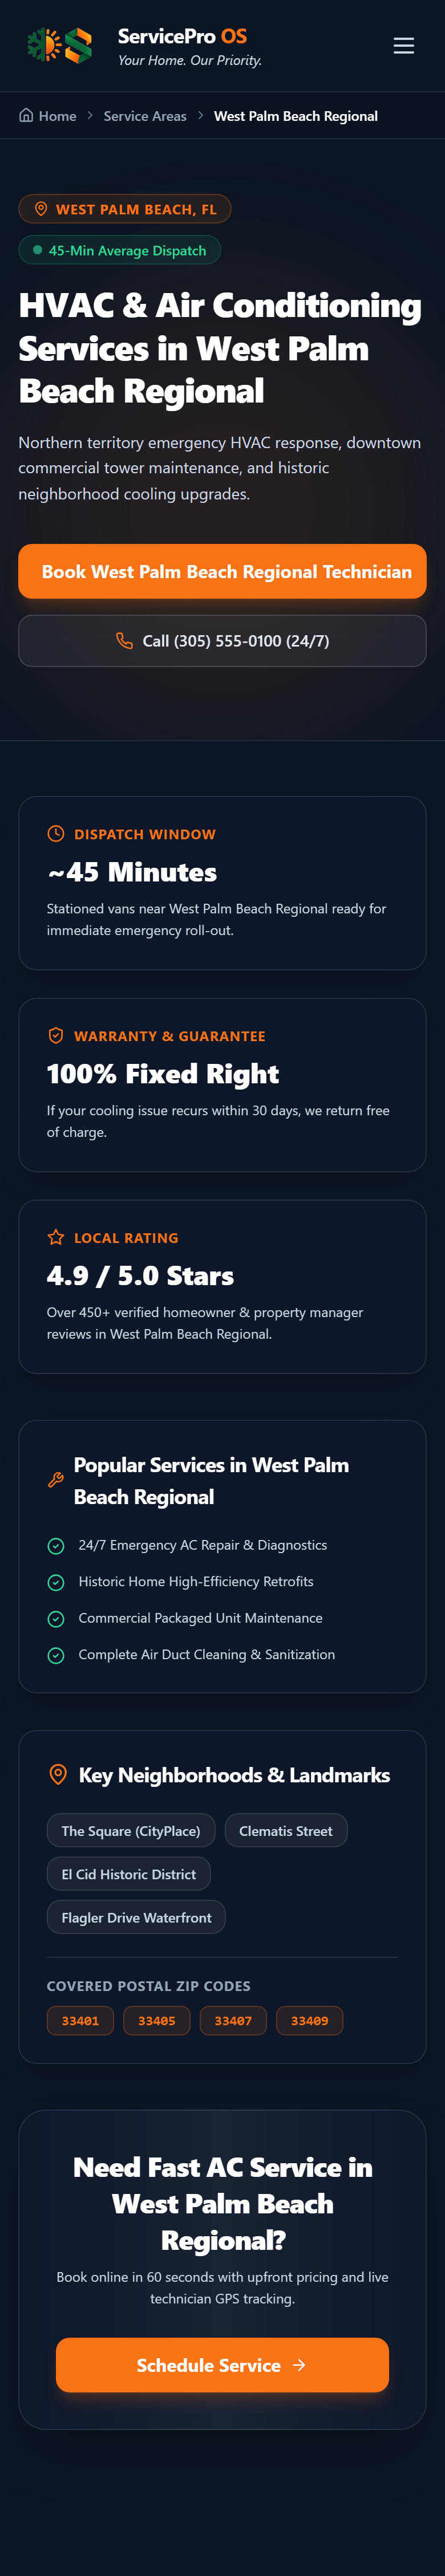 ServicePro OS
Your Home. Our Priority.
Home > Service Areas > West Palm Beach Regional
WEST PALM BEACH, FL
45-Min Average Dispatch
HVAC & Air Conditioning
Services in West Palm
Beach Regional
Northern territory emergency HVAC response, downtown
commercial tower maintenance, and historic
neighborhood cooling upgrades.
Book West Palm Beach Regional Technician
Call (305) 555-0100 (24/7)
DISPATCH WINDOW
~45 Minutes
Stationed vans near West Palm Beach Regional ready for
immediate emergency roll-out.
WARRANTY & GUARANTEE
100% Fixed Right
If your cooling issue recurs within 30 days, we return free
of charge.
LOCAL RATING
4.9 / 5.0 Stars
Over 450+ verified homeowner & property manager
reviews in West Palm Beach Regional.
Popular Services in West Palm
Beach Regional
24/7 Emergency AC Repair & Diagnostics
Historic Home High-Efficiency Retrofits
Commercial Packaged Unit Maintenance
Complete Air Duct Cleaning & Sanitization
Key Neighborhoods & Landmarks
The Square (CityPlace) Clematis Street
El Cid Historic District
Flagler Drive Waterfront
COVERED POSTAL ZIP CODES
33401 33405 33407 33409
Need Fast AC Service in
West Palm Beach
Regional?
Book online in 60 seconds with upfront pricing and live
technician GPS tracking.
Schedule Service →